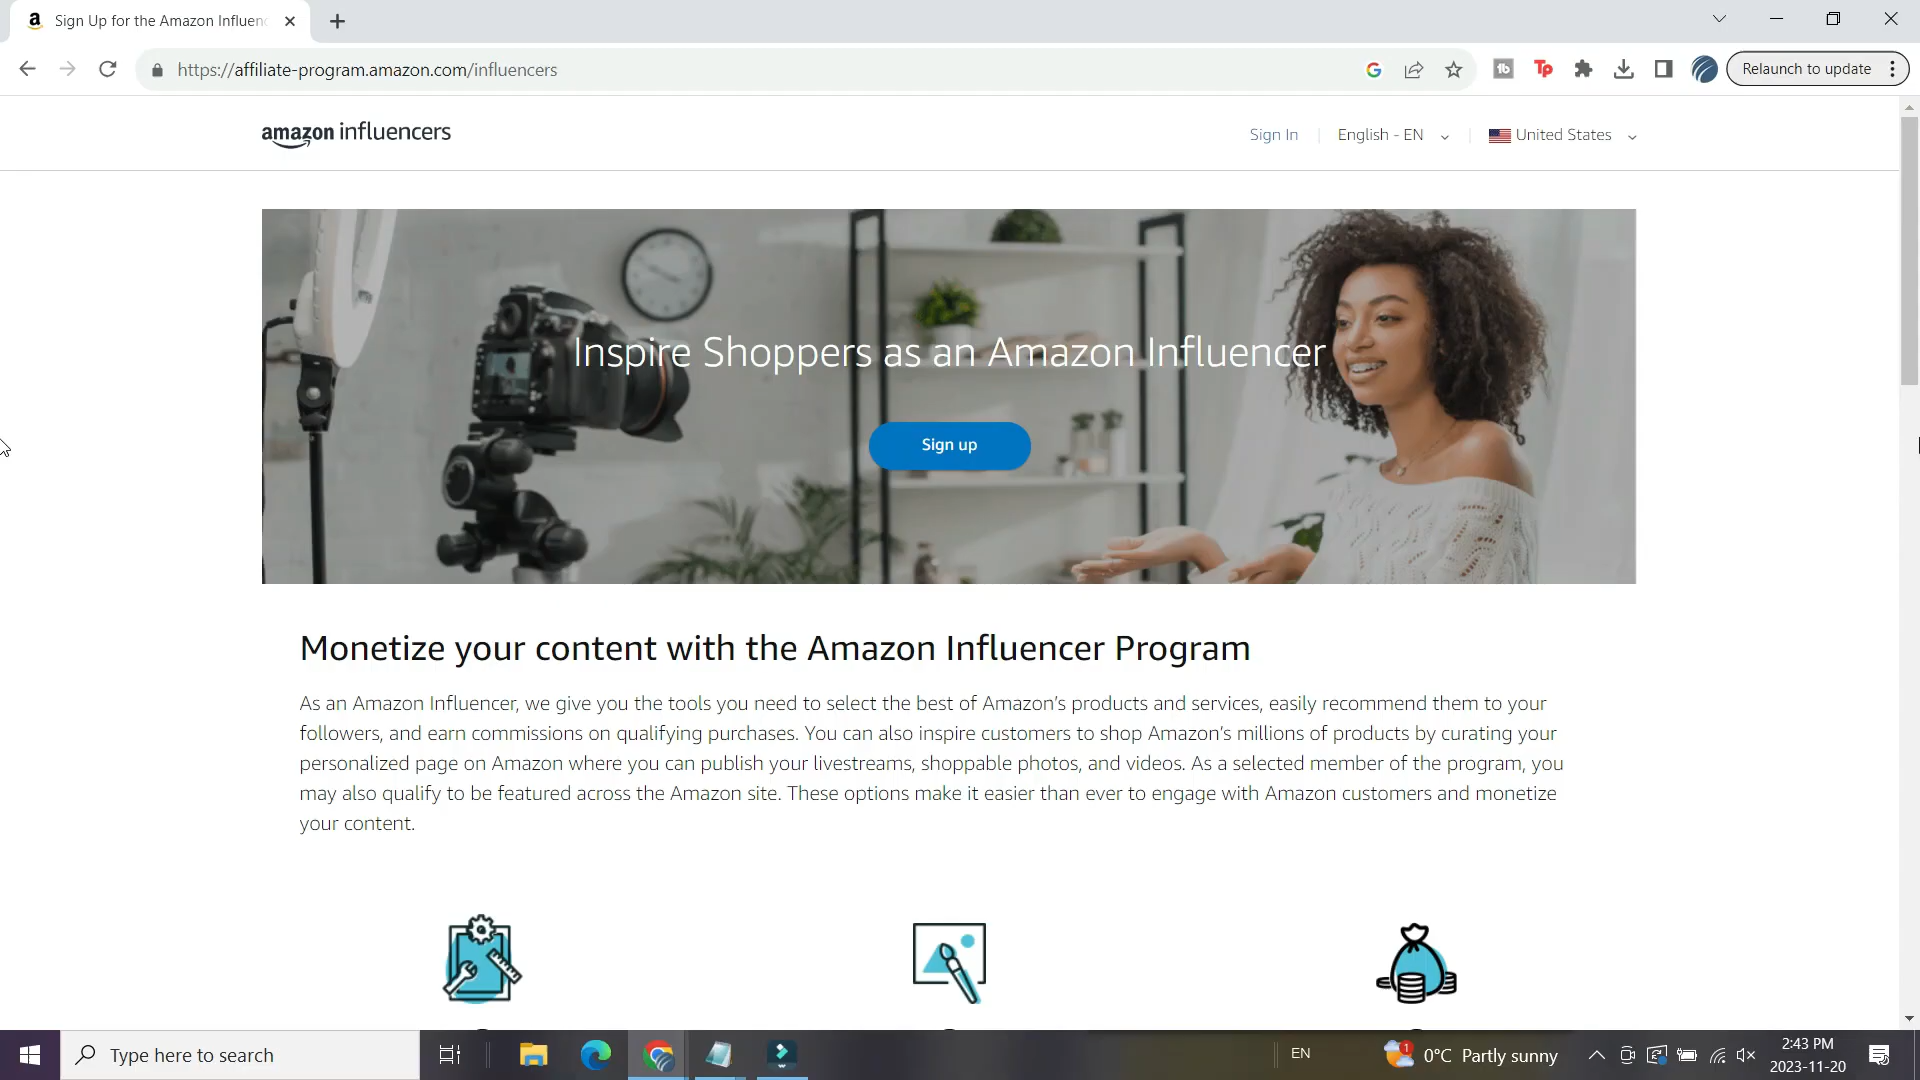 Sign Up for the Amazon Influen
https://affiliate-program.amazon.com/influencers
Relaunch to update
amazon influencers
Sign In
English - EN
United States
Inspire Shoppers as an Amazon Influencer
Sign up
Monetize your content with the Amazon Influencer Program
As an Amazon Influencer, we give you the tools you need to select the best of Amazon’s products and services, easily recommend them to your
followers, and earn commissions on qualifying purchases. You can also inspire customers to shop Amazon’s millions of products by curating your
personalized page on Amazon where you can publish your livestreams, shoppable photos, and videos. As a selected member of the program, you
may also qualify to be featured across the Amazon site. These options make it easier than ever to engage with Amazon customers and monetize
your content.
Type here to search
EN
1
0°C Partly sunny
2:43 PM
2023-11-20